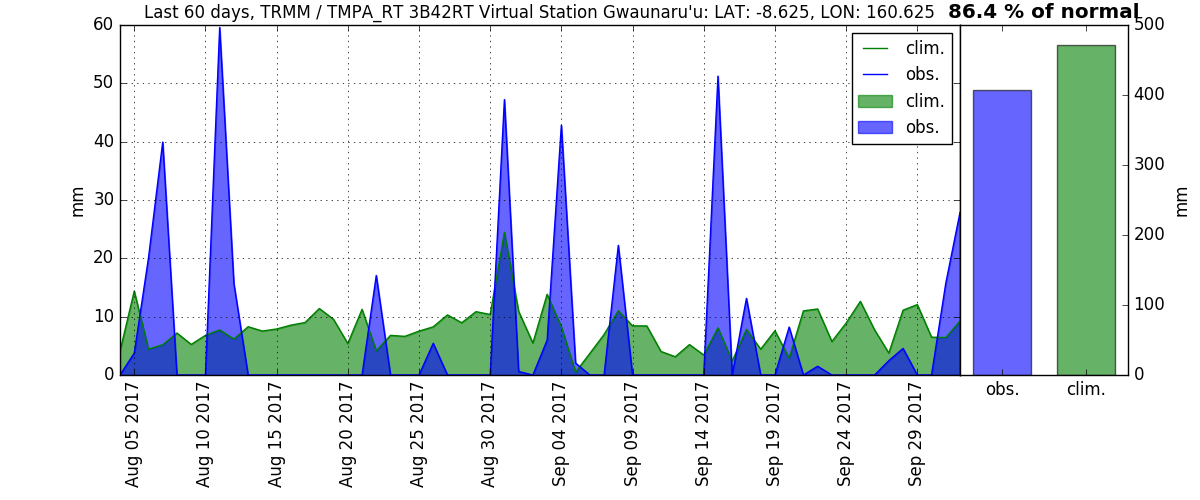 Last 60 days, TRMM / TMPA_RT 3B42RT Virtual Station Gwaunaru'u: LAT: -8.625, LON: 160.625 86.4 % of normal
60
50
40
30
20
10
0
mm
clim.
obs.
clim.
obs.
500
400
300
200
100
0
mm
obs. clim.
Aug 05 2017
Aug 10 2017
Aug 15 2017
Aug 20 2017
Aug 25 2017
Aug 30 2017
Sep 04 2017
Sep 09 2017
Sep 14 2017
Sep 19 2017
Sep 24 2017
Sep 29 2017